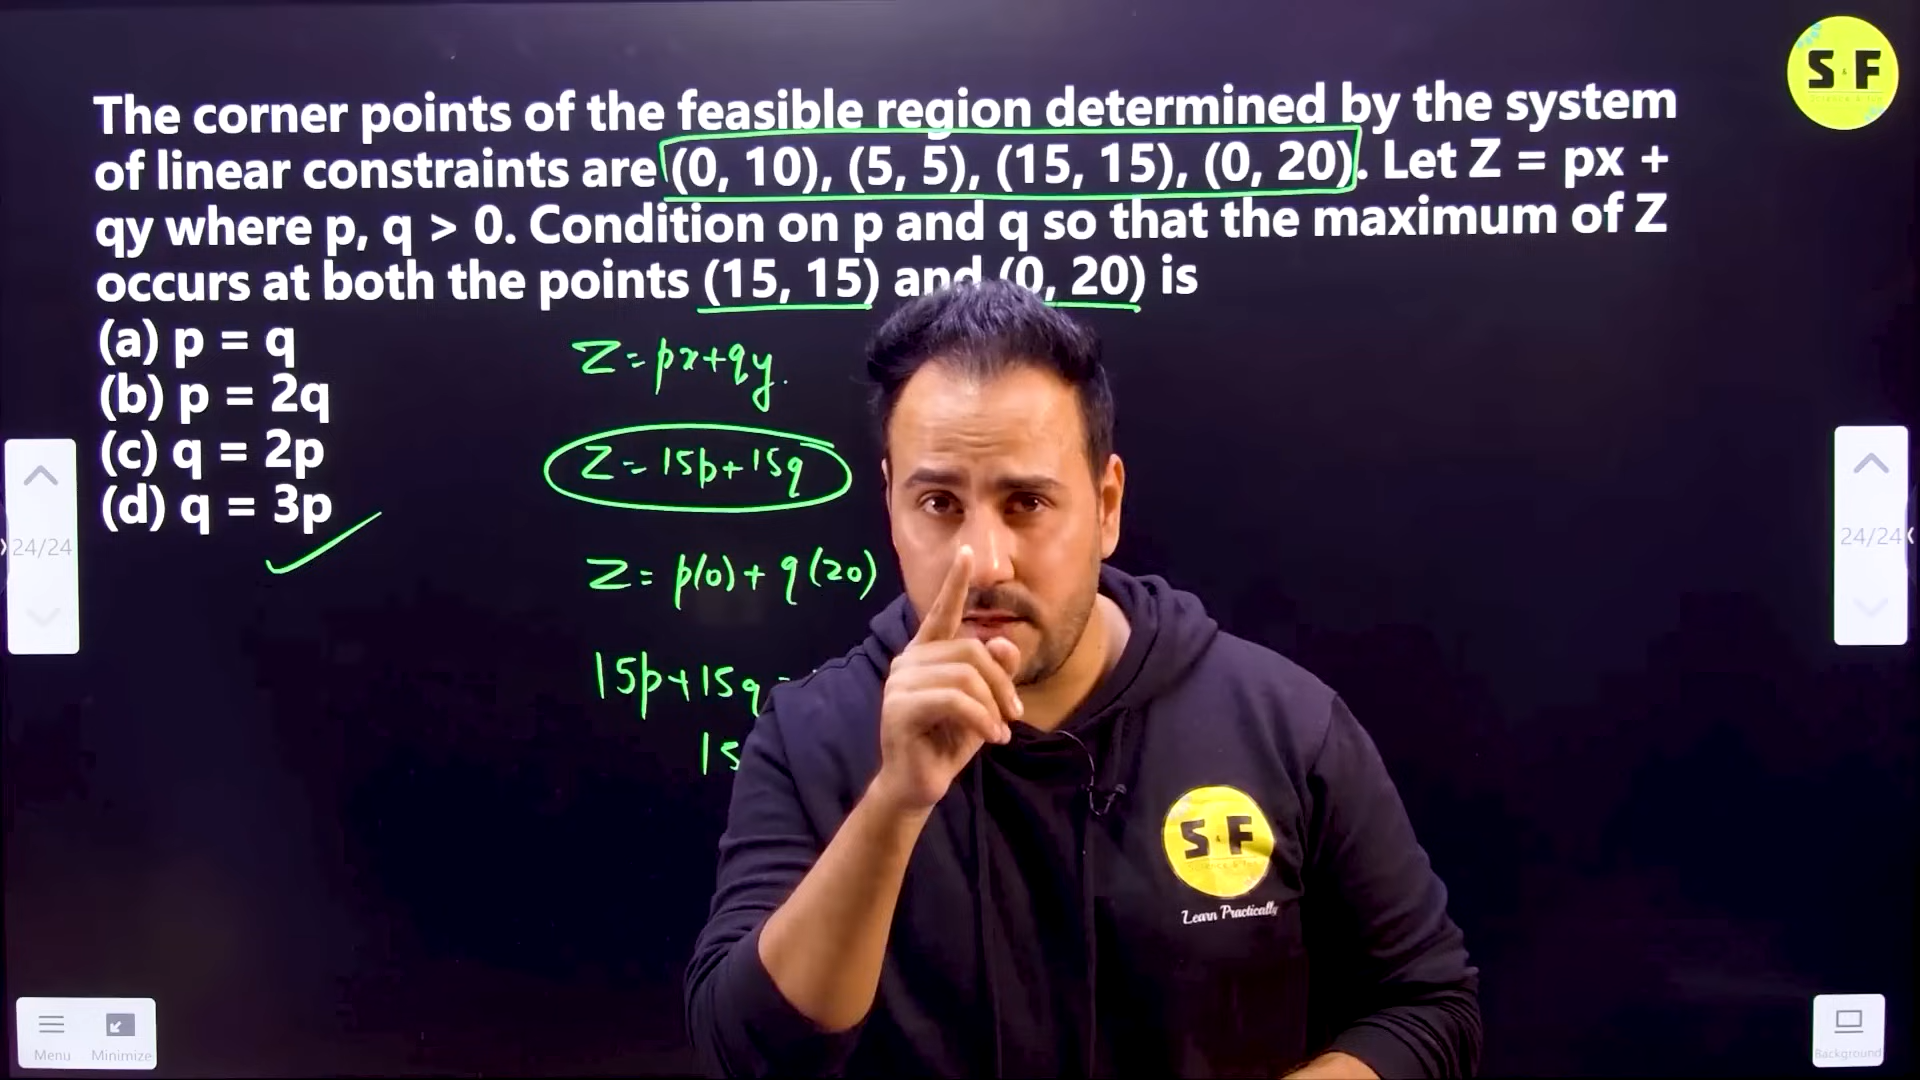 S&F
The corner points of the feasible region determined by the system
of linear constraints are (0, 10), (5, 5), (15, 15), (0, 20). Let Z = px +
qy where p, q > 0. Condition on p and q so that the maximum of Z
occurs at both the points (15, 15) and (0, 20) is
(a) p = q
(b) p = 2q
(c) q = 2p
(d) q = 3p
Z = px+qy.
Z = 15p+15q
Z = p(0) + q(20)
15p+15q =
15
24/24
24/24
S&F
Learn Practically
Menu Minimize
Background